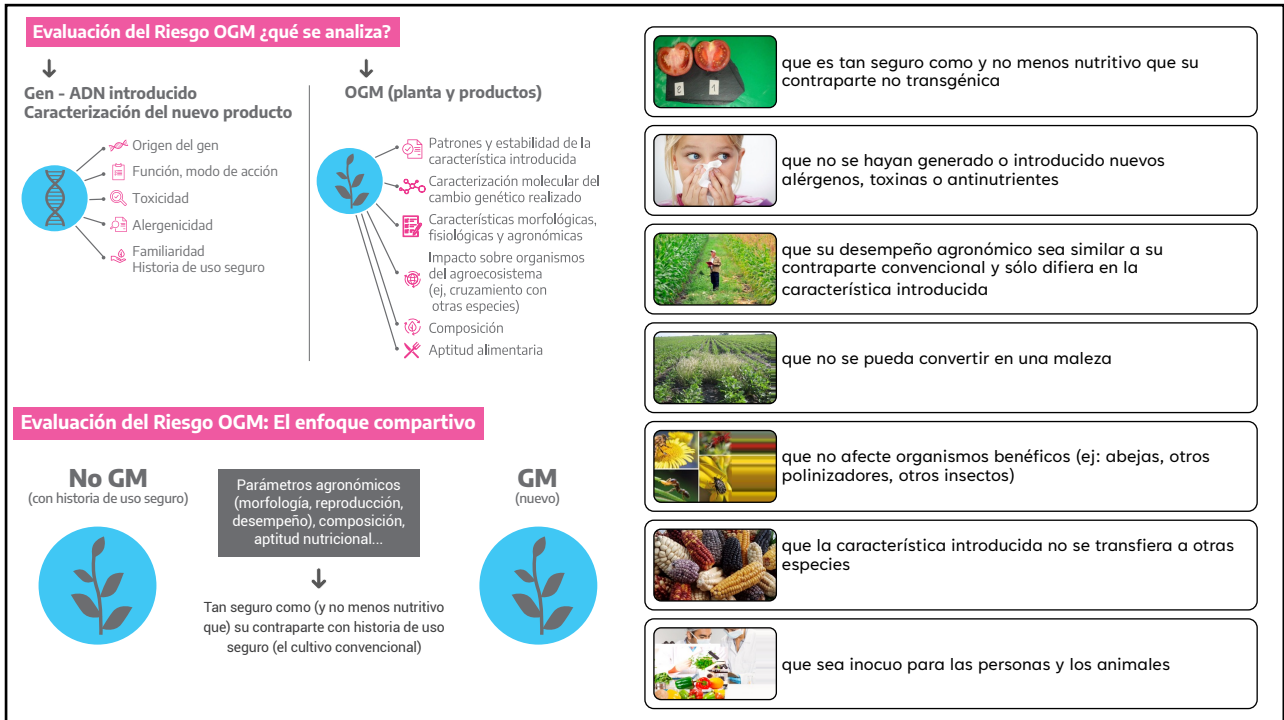 Evaluación del Riesgo OGM ¿qué se analiza?
Gen - ADN introducido
Caracterización del nuevo producto
Origen del gen
Función, modo de acción
Toxicidad
Alergenicidad
Familiaridad
Historia de uso seguro
OGM (planta y productos)
Patrones y estabilidad de la
característica introducida
Caracterización molecular del
cambio genético realizado
Características morfológicas,
fisiológicas y agronómicas
Impacto sobre organismos
del agroecosistema
(ej, cruzamiento con
otras especies)
Composición
Aptitud alimentaria
Evaluación del Riesgo OGM: El enfoque compartivo
No GM
(con historia de uso seguro)
Parámetros agronómicos
(morfología, reproducción,
desempeño), composición,
aptitud nutricional...
Tan seguro como (y no menos nutritivo
que) su contraparte con historia de uso
seguro (el cultivo convencional)
GM
(nuevo)
que es tan seguro como y no menos nutritivo que su
contraparte no transgénica
que no se hayan generado o introducido nuevos
alérgenos, toxinas o antinutrientes
que su desempeño agronómico sea similar a su
contraparte convencional y sólo difiera en la
característica introducida
que no se pueda convertir en una maleza
que no afecte organismos benéficos (ej: abejas, otros
polinizadores, otros insectos)
que la característica introducida no se transfiera a otras
especies
que sea inocuo para las personas y los animales